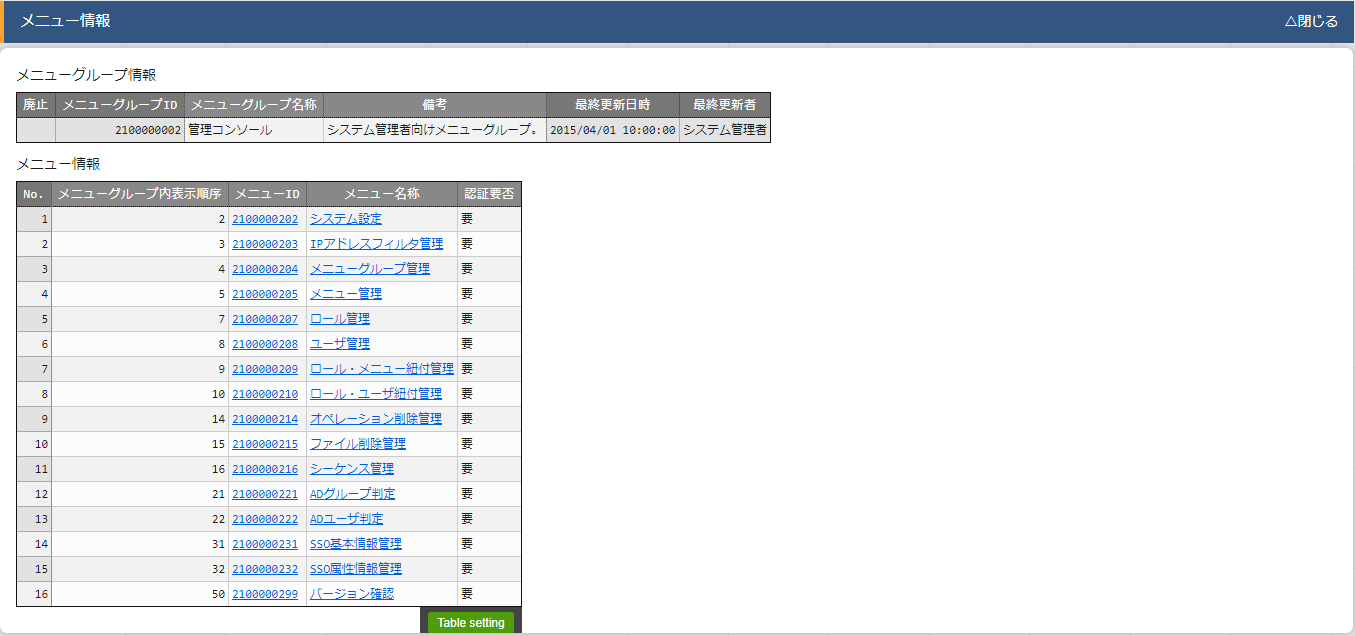 メニュー情報 △閉じる
メニューグループ情報
廃止 メニューグループID メニューグループ名称 備考 最終更新日時 最終更新者
2100000002 管理コンソール システム管理者向けメニューグループ。 2015/04/01 10:00:00 システム管理者
メニュー情報
No. メニューグループ内表示順序 メニューID メニュー名称 認証要否
1 2 2100000202 システム設定 要
2 3 2100000203 IPアドレスフィルタ管理 要
3 4 2100000204 メニューグループ管理 要
4 5 2100000205 メニュー管理 要
5 7 2100000207 ロール管理 要
6 8 2100000208 ユーザ管理 要
7 9 2100000209 ロール・メニュー紐付管理 要
8 10 2100000210 ロール・ユーザ紐付管理 要
9 14 2100000214 オペレーション削除管理 要
10 15 2100000215 ファイル削除管理 要
11 16 2100000216 シーケンス管理 要
12 21 2100000221 ADグループ判定 要
13 22 2100000222 ADユーザ判定 要
14 31 2100000231 SSO基本情報管理 要
15 32 2100000232 SSO属性情報管理 要
16 50 2100000299 バージョン確認 要
Table setting